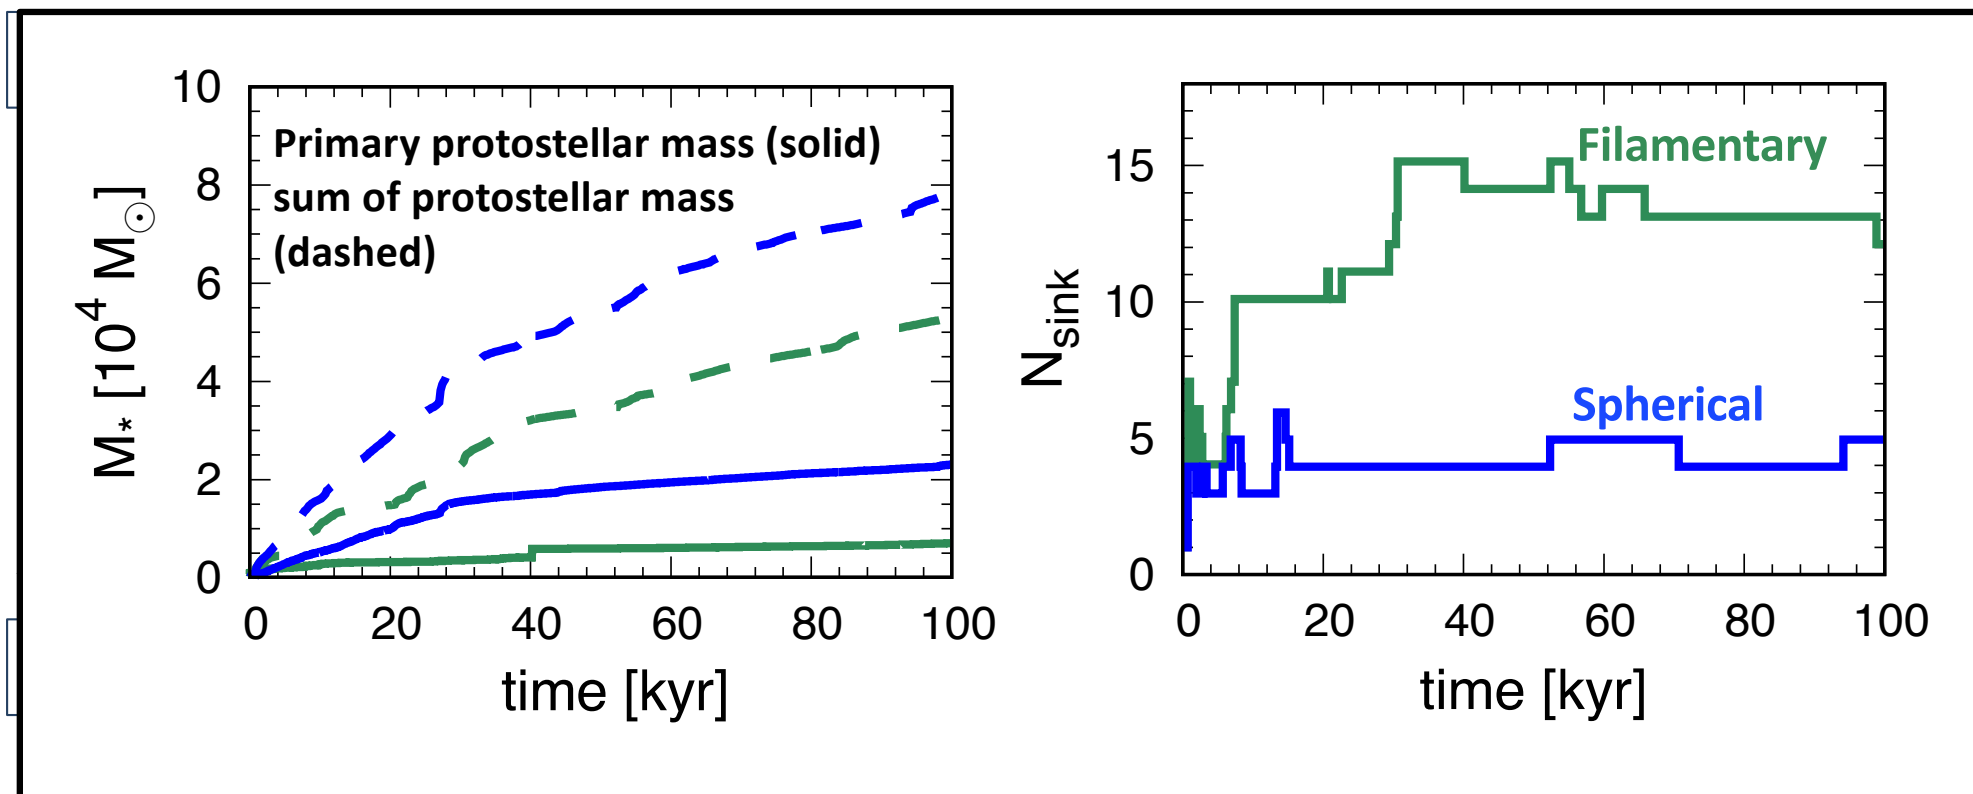 10
8
6
4
2
0
M* [10⁴ M☉]
Primary protostellar mass (solid)
sum of protostellar mass
(dashed)
0 20 40 60 80 100
time [kyr]
15
10
5
0
Nsink
Filamentary
Spherical
0 20 40 60 80 100
time [kyr]